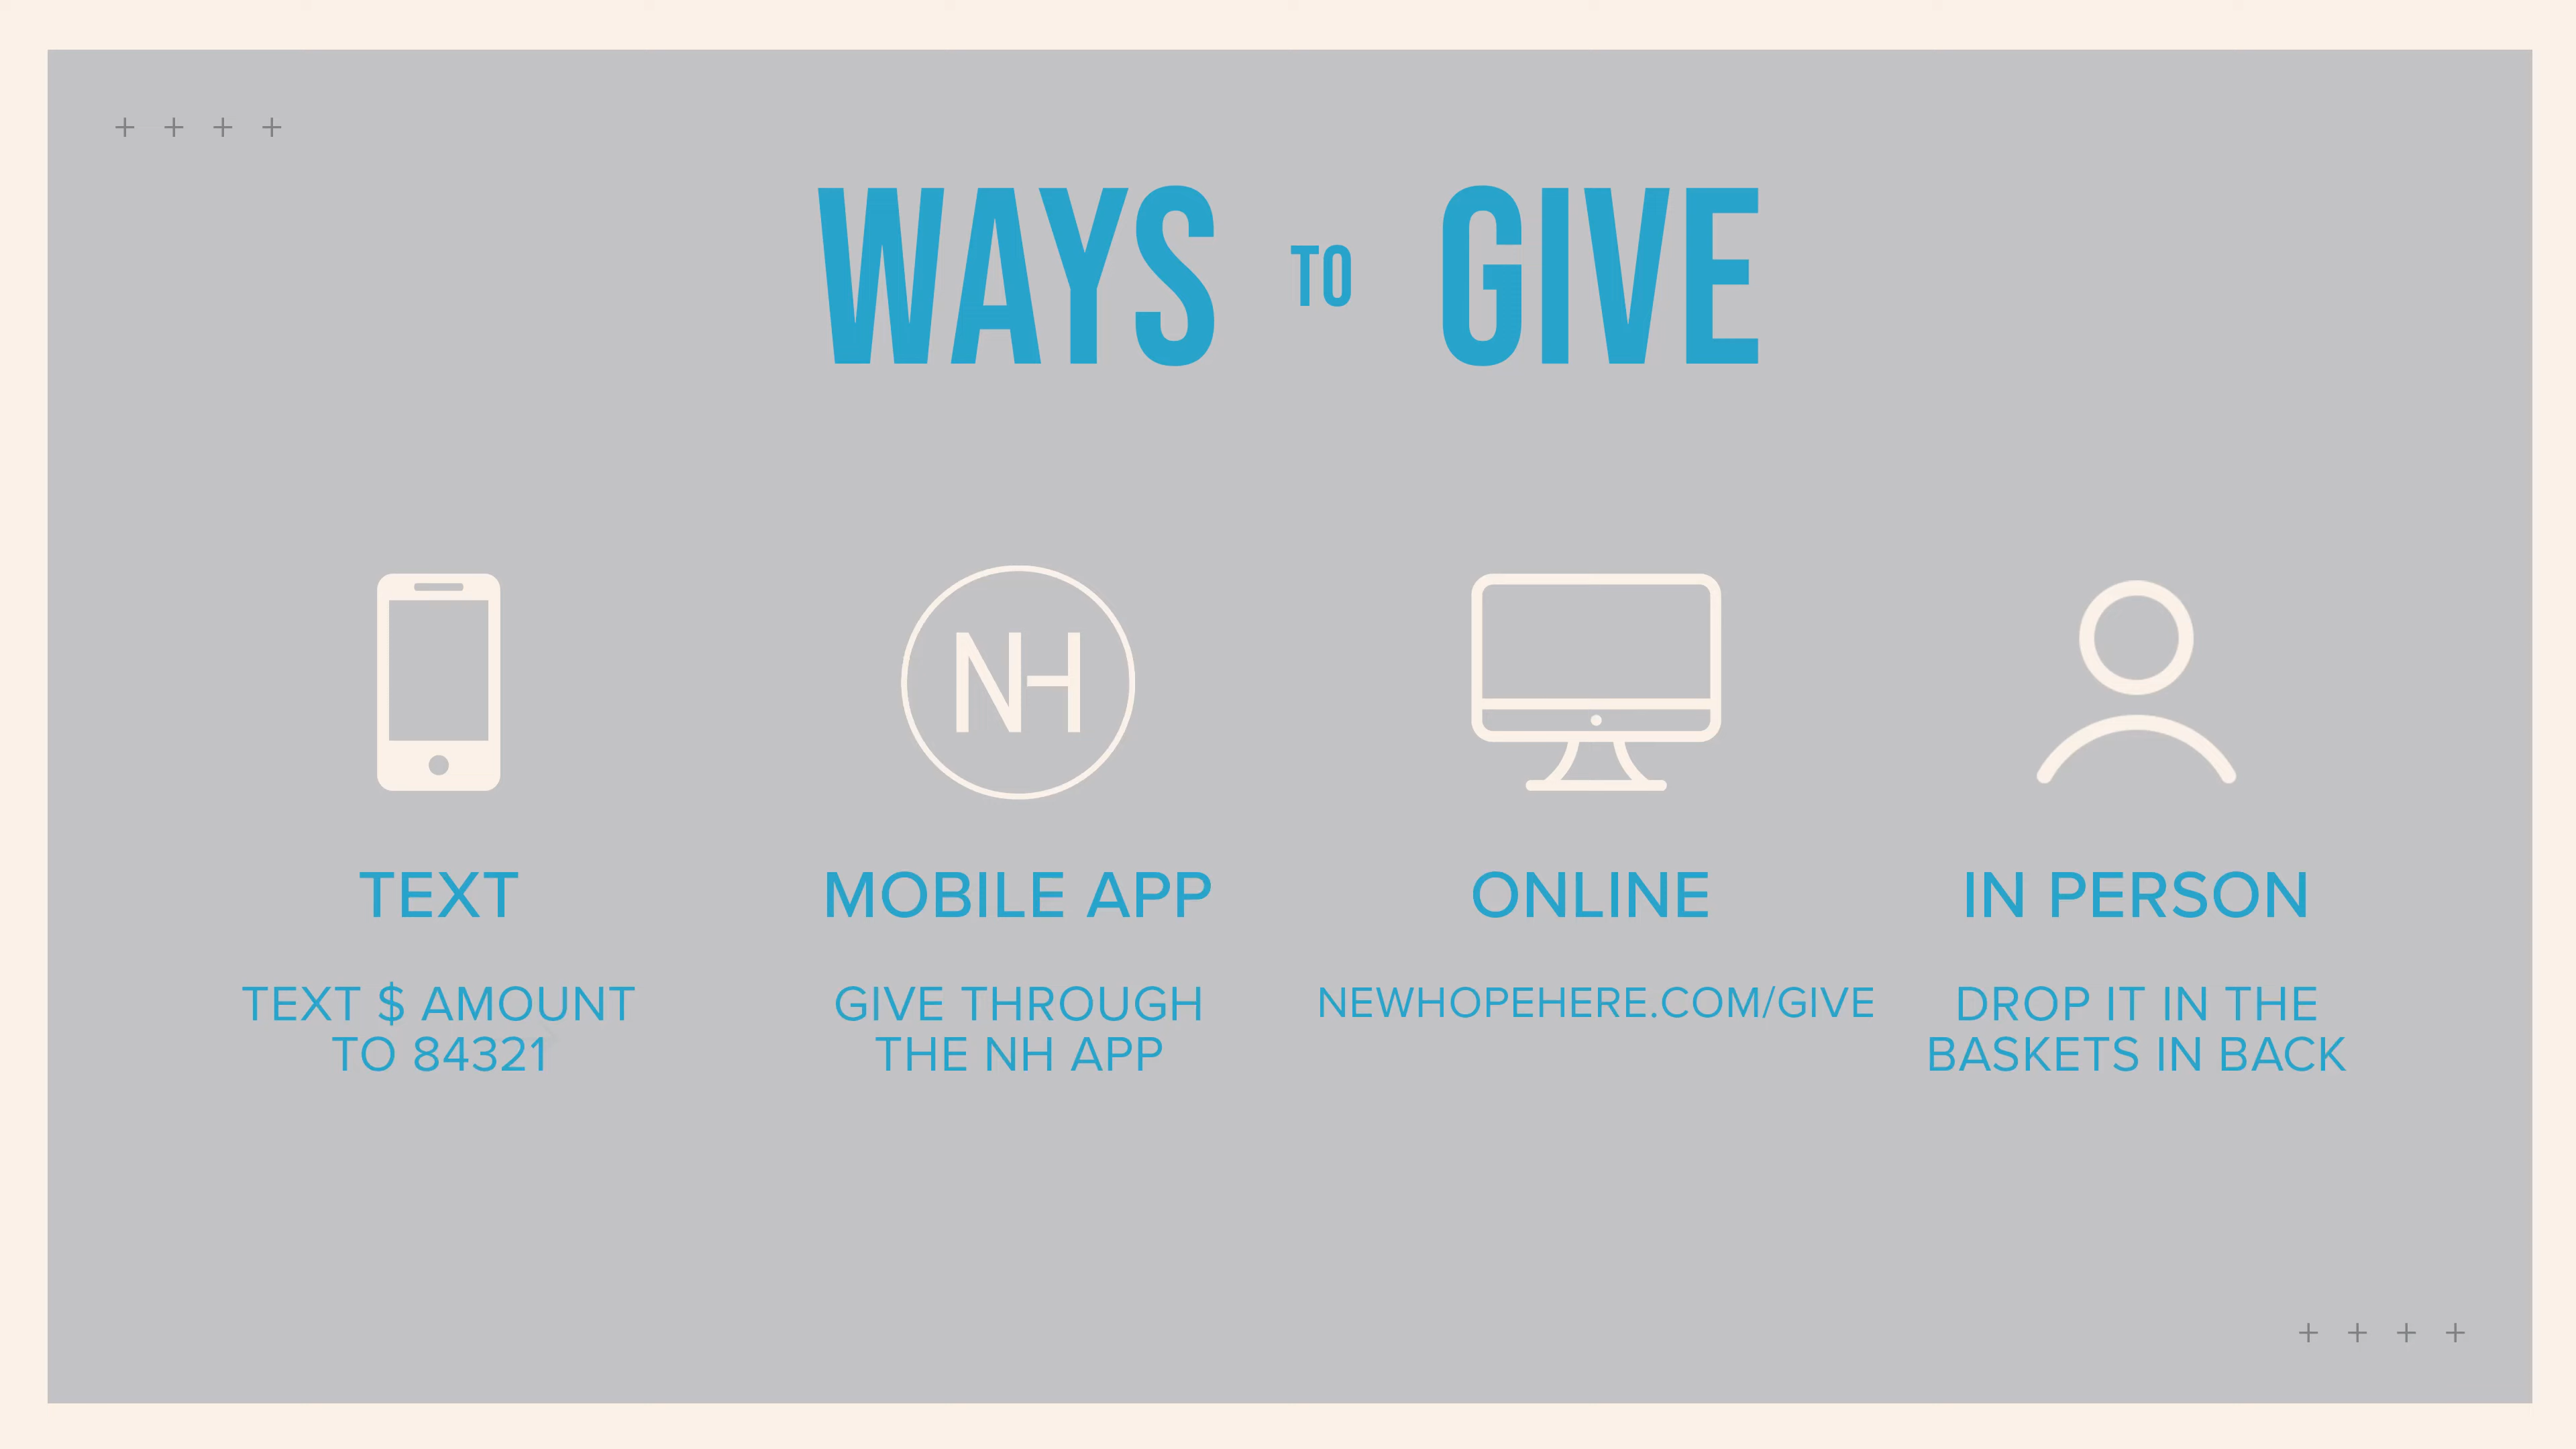 WAYS TO GIVE
NH
TEXT
TEXT $ AMOUNT
TO 84321
MOBILE APP
GIVE THROUGH
THE NH APP
ONLINE
NEWHOPEHERE.COM/GIVE
IN PERSON
DROP IT IN THE
BASKETS IN BACK